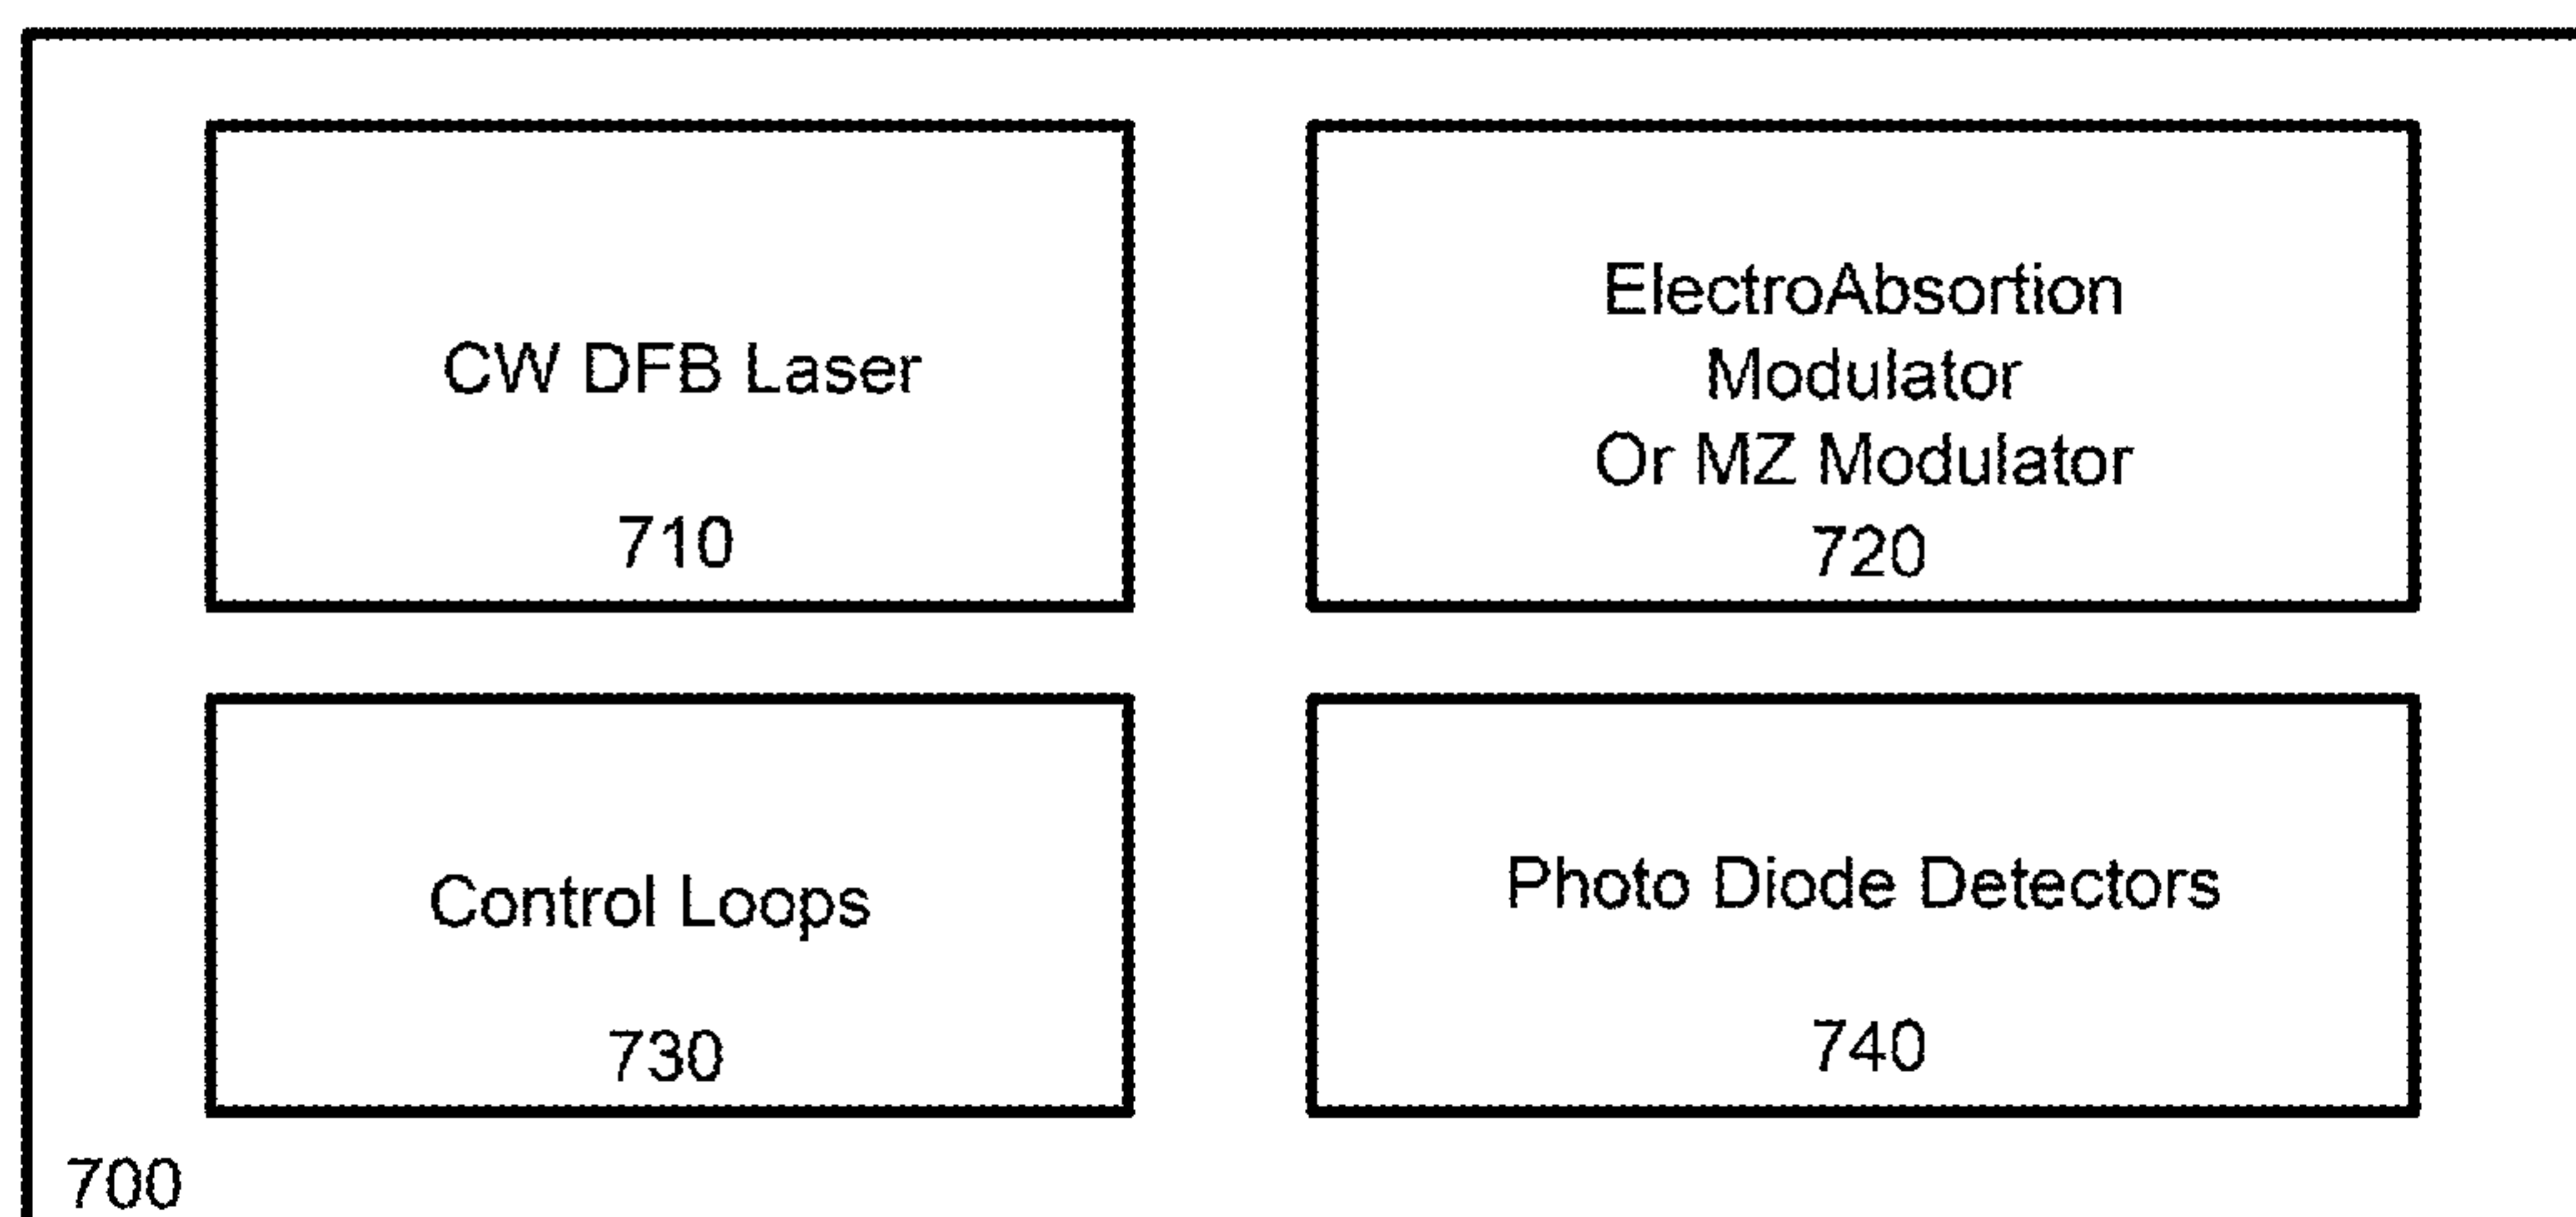 CW DFB Laser
710
ElectroAbsortion
Modulator
Or MZ Modulator
720
Control Loops
730
Photo Diode Detectors
740
700